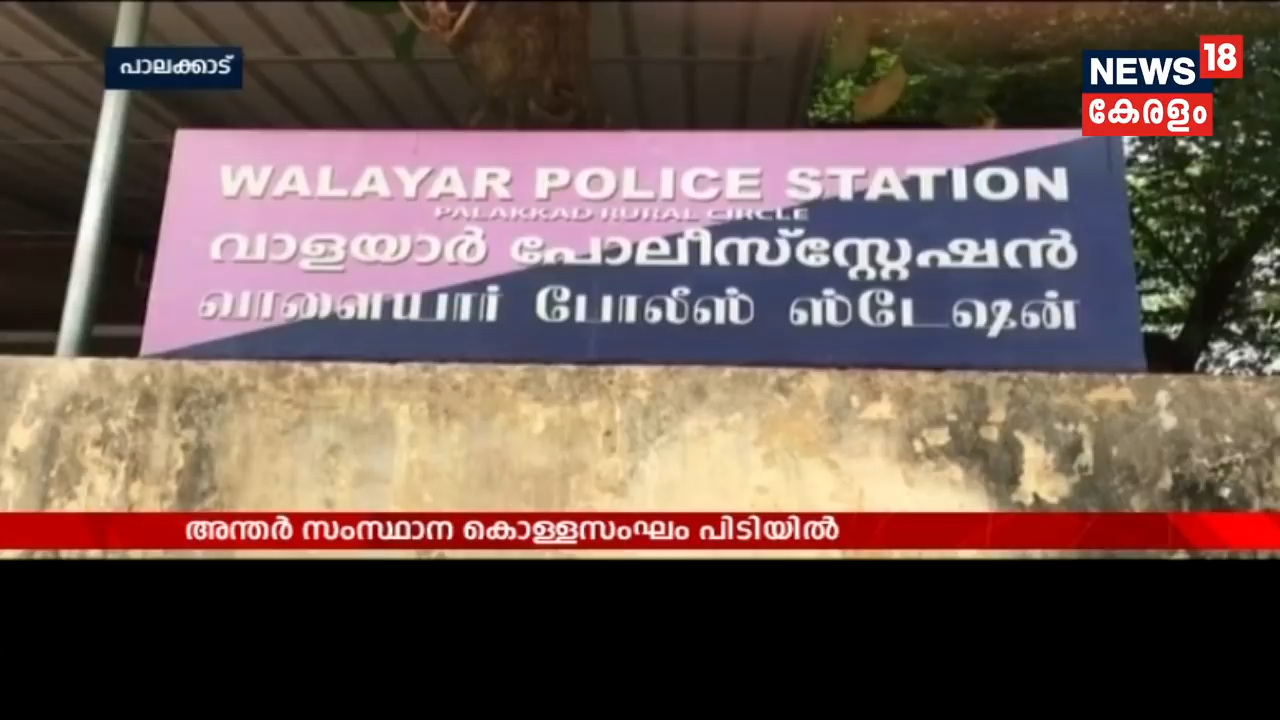 പാലക്കാട്
NEWS 18
കേരളം
WALAYAR POLICE STATION
PALAKKAD RURAL CIRCLE
വാളയാർ പോലീസ്സ്റ്റേഷൻ
வாளையார் போலீஸ் ஸ்டேஷன்
അന്തർ സംസ്ഥാന കൊള്ളസംഘം പിടിയിൽ